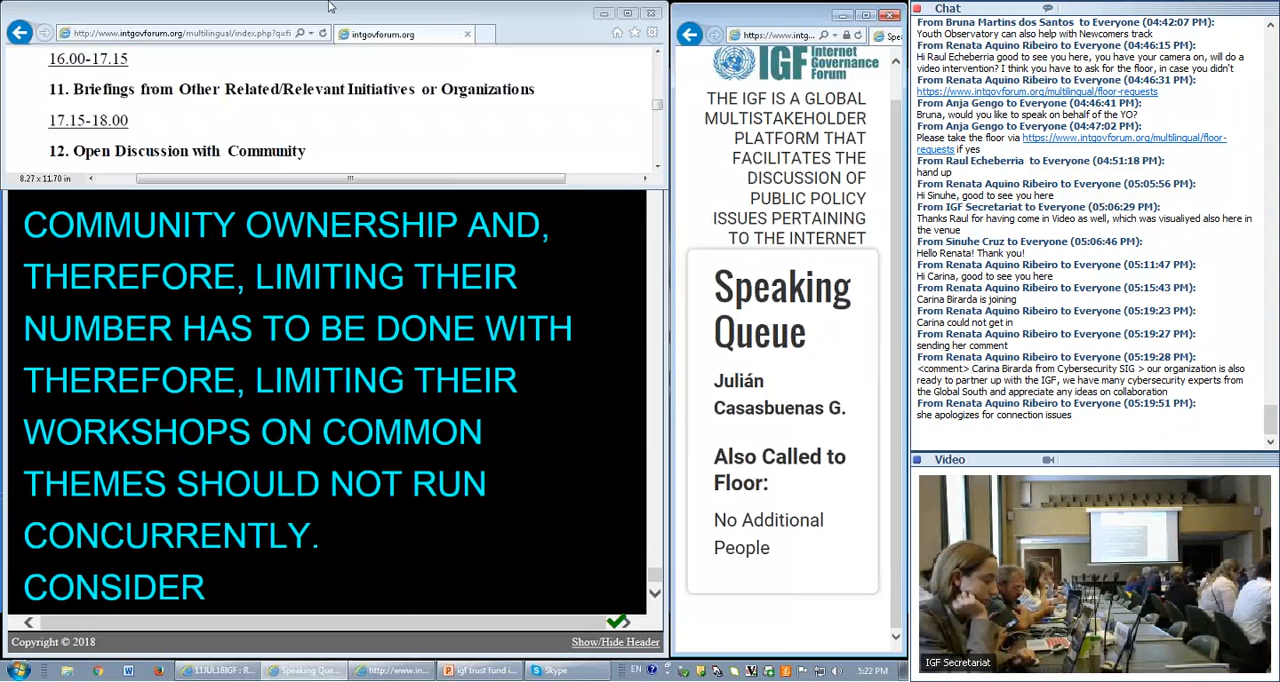 http://www.intgovforum.org/multilingual/index.php?q=fi
intgovforum.org
16.00-17.15
11. Briefings from Other Related/Relevant Initiatives or Organizations
17.15-18.00
12. Open Discussion with Community
8.27 x 11.70 in
COMMUNITY OWNERSHIP AND,
THEREFORE, LIMITING THEIR
NUMBER HAS TO BE DONE WITH
THEREFORE, LIMITING THEIR
WORKSHOPS ON COMMON
THEMES SHOULD NOT RUN
CONCURRENTLY.
CONSIDER
Copyright © 2018
Show/Hide Header
https://www.intg...
Spe
IGF Internet
Governance
Forum
THE IGF IS A GLOBAL
MULTISTAKEHOLDER
PLATFORM THAT
FACILITATES THE
DISCUSSION OF
PUBLIC POLICY
ISSUES PERTAINING
TO THE INTERNET
Speaking
Queue
Julián
Casasbuenas G.
Also Called to
Floor:
No Additional
People
Chat
From Bruna Martins dos Santos to Everyone (04:42:07 PM):
Youth Observatory can also help with Newcomers track
From Renata Aquino Ribeiro to Everyone (04:46:15 PM):
Hi Raul Echeberria good to see you here, you have your camera on, will do a
video intervention? I think you have to ask for the floor, in case you didn't
From Renata Aquino Ribeiro to Everyone (04:46:31 PM):
https://www.intgovforum.org/multilingual/floor-requests
From Anja Gengo to Everyone (04:46:41 PM):
Bruna, would you like to speak on behalf of the YO?
From Anja Gengo to Everyone (04:47:02 PM):
Please take the floor via https://www.intgovforum.org/multilingual/floor-
requests if yes
From Raul Echeberria to Everyone (04:51:18 PM):
hand up
From Renata Aquino Ribeiro to Everyone (05:05:56 PM):
Hi Sinuhe, good to see you here
From IGF Secretariat to Everyone (05:06:29 PM):
Thanks Raul for having come in Video as well, which was visualiyed also here in
the venue
From Sinuhe Cruz to Everyone (05:06:46 PM):
Hello Renata! Thank you!
From Renata Aquino Ribeiro to Everyone (05:11:47 PM):
Hi Carina, good to see you here
From Renata Aquino Ribeiro to Everyone (05:15:43 PM):
Carina Birarda is joining
From Renata Aquino Ribeiro to Everyone (05:19:23 PM):
Carina could not get in
From Renata Aquino Ribeiro to Everyone (05:19:27 PM):
sending her comment
From Renata Aquino Ribeiro to Everyone (05:19:28 PM):
<comment> Carina Birarda from Cybersecurity SIG > our organization is also
ready to partner up with the IGF, we have many cybersecurity experts from
the Global South and appreciate any ideas on collaboration
From Renata Aquino Ribeiro to Everyone (05:19:51 PM):
she apologizes for connection issues
Video
IGF Secretariat
11JUL18IGF : R...
Speaking Que...
http://www.in...
igf trust fund i...
Skype
EN
5:22 PM